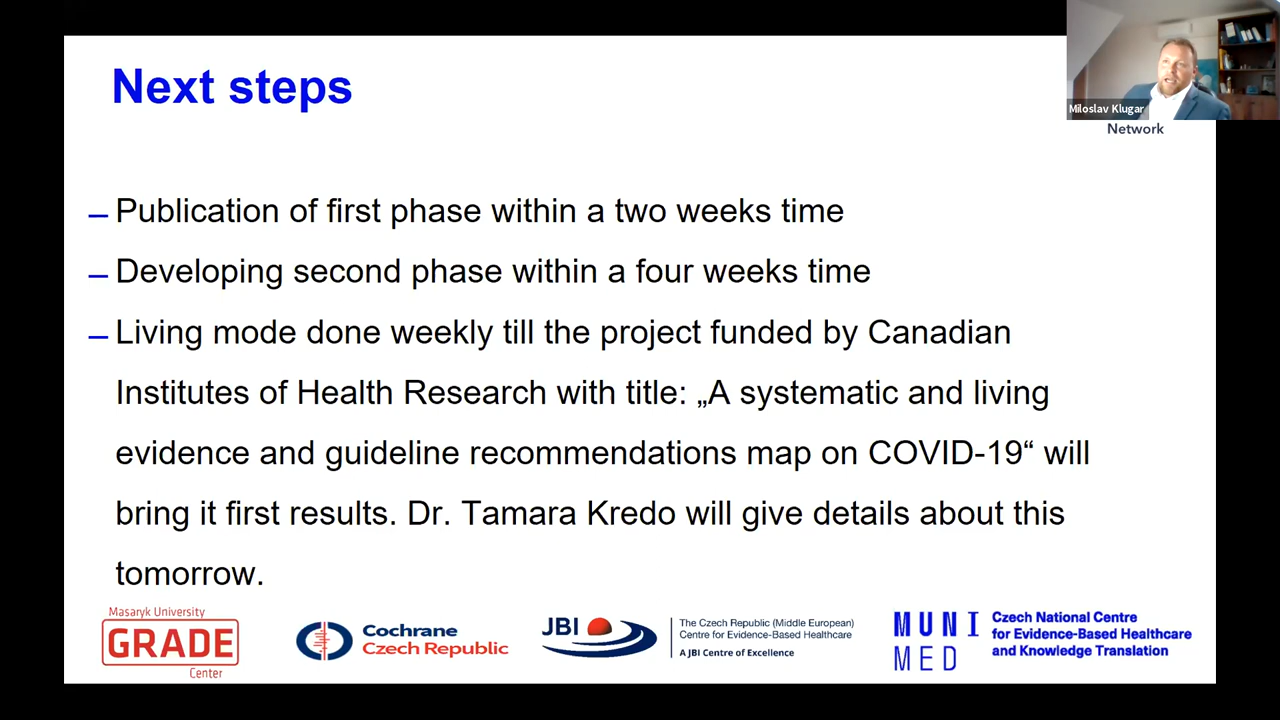 Next steps
Miloslav Klugar
Network
– Publication of first phase within a two weeks time
– Developing second phase within a four weeks time
– Living mode done weekly till the project funded by Canadian
Institutes of Health Research with title: „A systematic and living
evidence and guideline recommendations map on COVID-19“ will
bring it first results. Dr. Tamara Kredo will give details about this
tomorrow.
Masaryk University
GRADE
Center
Cochrane
Czech Republic
JBI
The Czech Republic (Middle European)
Centre for Evidence-Based Healthcare
A JBI Centre of Excellence
MUNI
MED
Czech National Centre
for Evidence-Based Healthcare
and Knowledge Translation